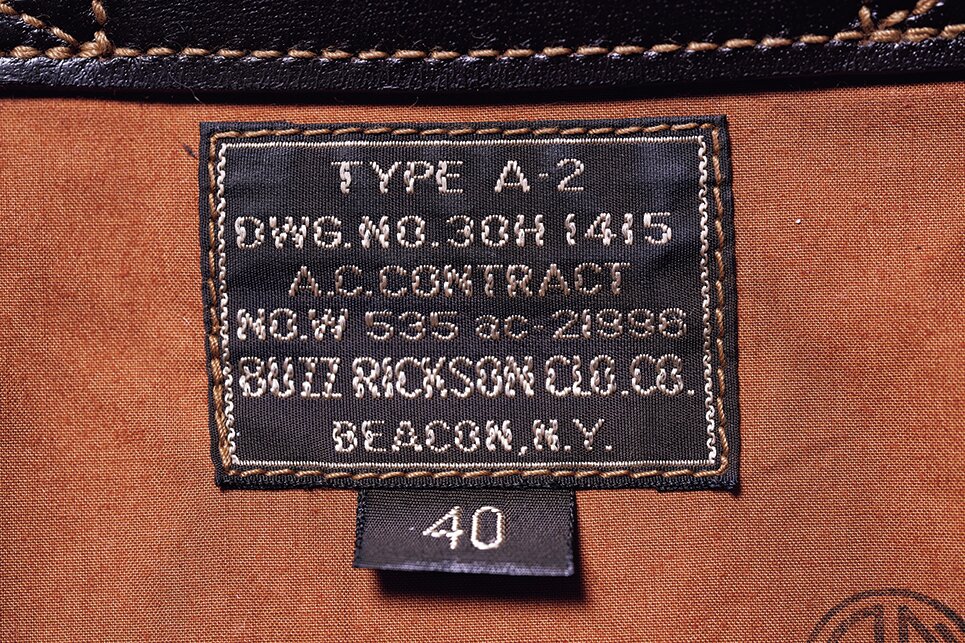 TYPE A-2
DWG.NO.30H 1415
A.C.CONTRACT
NO.W 535 ac-21996
BUZZ RICKSON CLO.CO.
BEACON,N.Y.
40